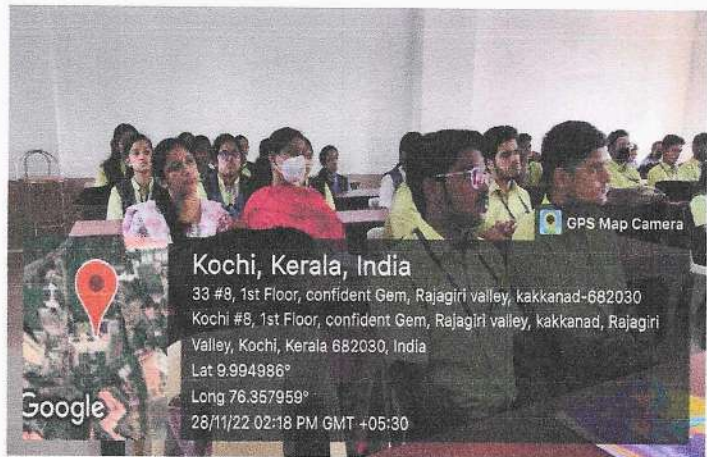 GPS Map Camera
Kochi, Kerala, India
33 #8, 1st Floor, confident Gem, Rajagiri valley, kakkanad-682030
Kochi #8, 1st Floor, confident Gem, Rajagiri valley, kakkanad, Rajagiri
Valley, Kochi, Kerala 682030, India
Lat 9.994986°
Long 76.357959°
28/11/22 02:18 PM GMT +05:30
Google